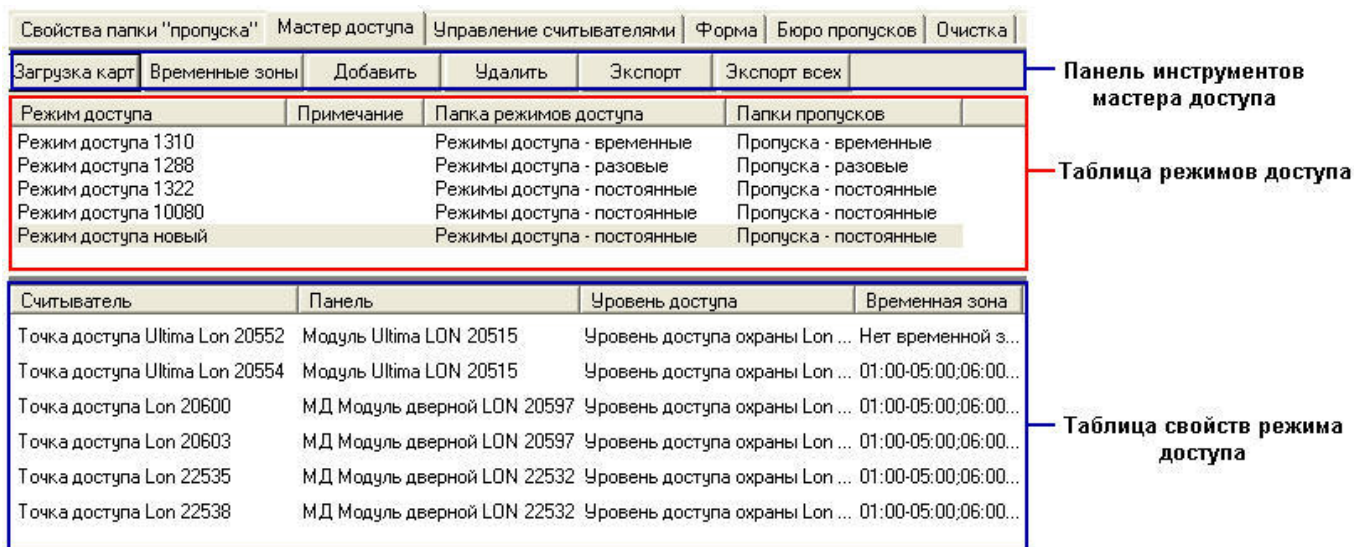 Свойства папки "пропуска" Мастер доступа Управление считывателями Форма Бюро пропусков Очистка
Загрузка карт Временные зоны Добавить Удалить Экспорт Экспорт всех
Панель инструментов
мастера доступа
Режим доступа Примечание Папка режимов доступа Папки пропусков
Режим доступа 1310 Режимы доступа - временные Пропуска - временные
Режим доступа 1288 Режимы доступа - разовые Пропуска - разовые
Режим доступа 1322 Режимы доступа - постоянные Пропуска - постоянные
Режим доступа 10080 Режимы доступа - постоянные Пропуска - постоянные
Режим доступа новый Режимы доступа - постоянные Пропуска - постоянные
Таблица режимов доступа
Считыватель Панель Уровень доступа Временная зона
Точка доступа Ultima Lon 20552 Модуль Ultima LON 20515 Уровень доступа охраны Lon ... Нет временной з...
Точка доступа Ultima Lon 20554 Модуль Ultima LON 20515 Уровень доступа охраны Lon ... 01:00-05:00;06:00...
Точка доступа Lon 20600 МД Модуль дверной LON 20597 Уровень доступа охраны Lon ... 01:00-05:00;06:00...
Точка доступа Lon 20603 МД Модуль дверной LON 20597 Уровень доступа охраны Lon ... 01:00-05:00;06:00...
Точка доступа Lon 22535 МД Модуль дверной LON 22532 Уровень доступа охраны Lon ... 01:00-05:00;06:00...
Точка доступа Lon 22538 МД Модуль дверной LON 22532 Уровень доступа охраны Lon ... 01:00-05:00;06:00...
Таблица свойств режима
доступа